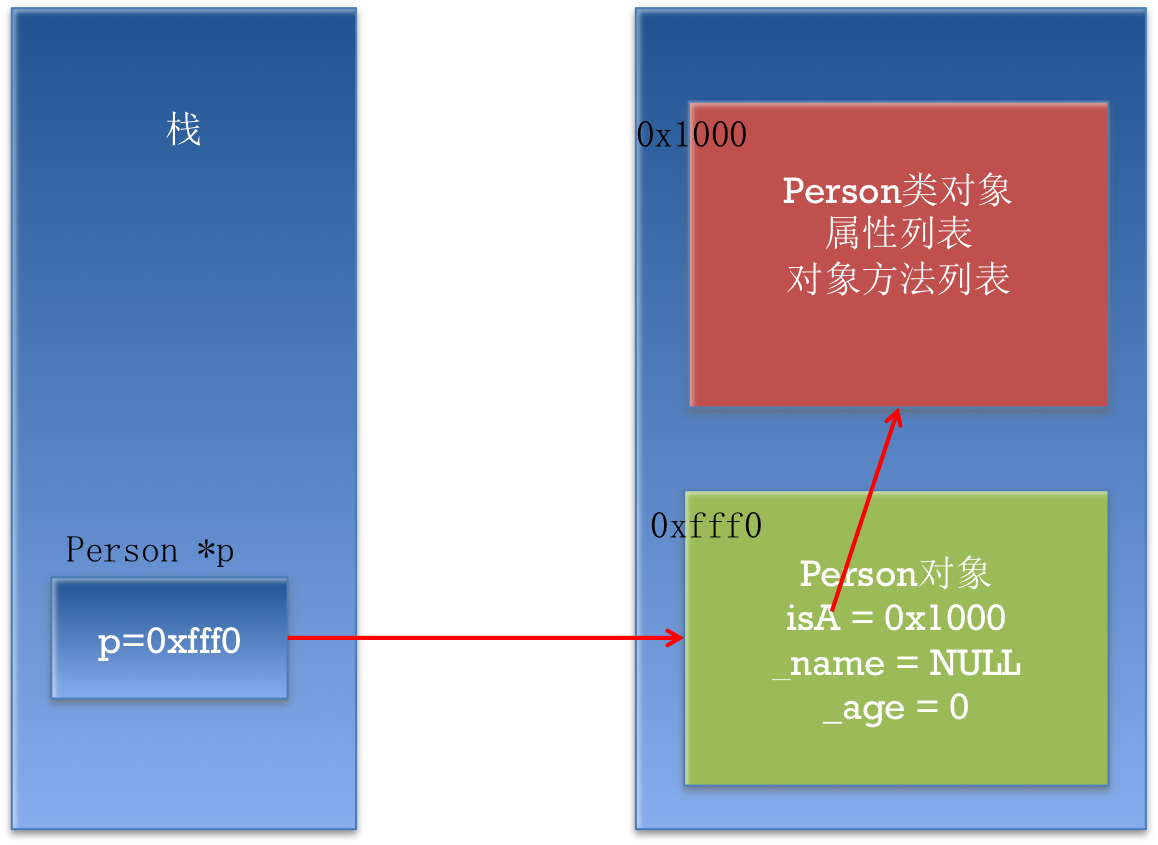 栈
Person *p
p=0xfff0
0x1000
Person类对象
属性列表
对象方法列表
0xfff0
Person对象
isA = 0x1000
_name = NULL
_age = 0